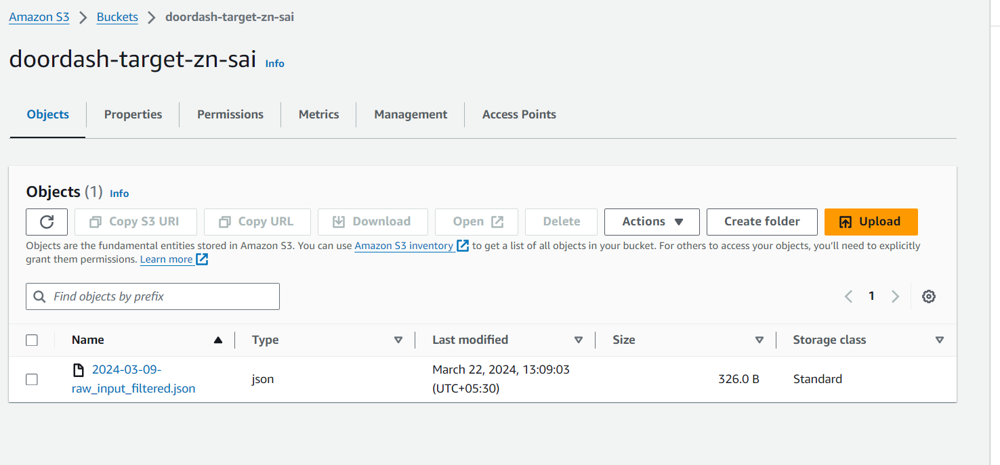 Amazon S3 > Buckets > doordash-target-zn-sai
doordash-target-zn-sai Info
Objects Properties Permissions Metrics Management Access Points
Objects (1) Info
Copy S3 URI Copy URL Download Open Delete Actions Create folder Upload
Objects are the fundamental entities stored in Amazon S3. You can use Amazon S3 inventory to get a list of all objects in your bucket. For others to access your objects, you'll need to explicitly
grant them permissions. Learn more
Find objects by prefix
1
Name Type Last modified Size Storage class
2024-03-09-
raw_input_filtered.json
json
March 22, 2024, 13:09:03
(UTC+05:30)
326.0 B
Standard